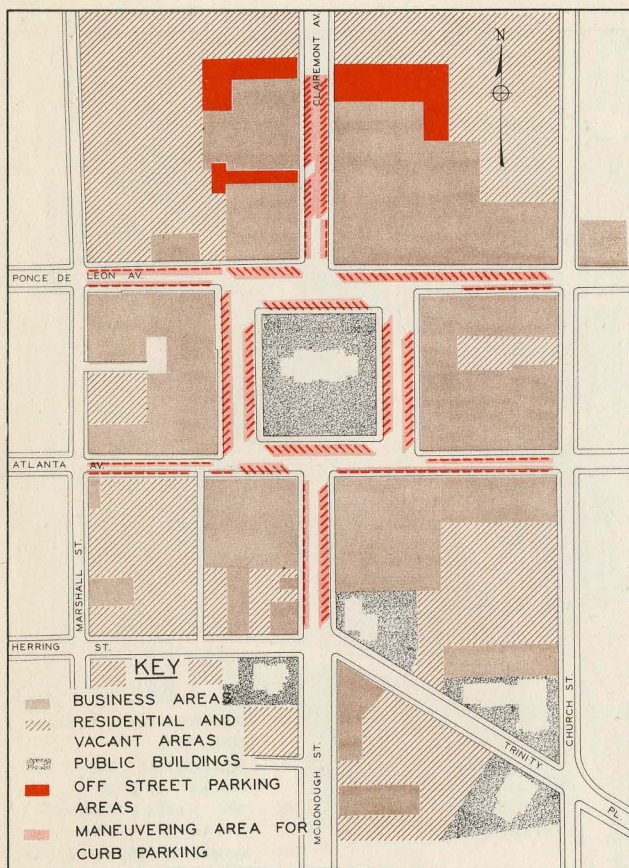 CLAIREMONT AV.
N
PONCE DE LEON AV.
ATLANTA AV.
MARSHALL ST.
HERRING ST.
KEY
BUSINESS AREAS
RESIDENTIAL AND
VACANT AREAS
PUBLIC BUILDINGS
OFF STREET PARKING
AREAS
MANEUVERING AREA FOR
CURB PARKING
MCDONOUGH ST.
CHURCH ST.
TRINITY PL.